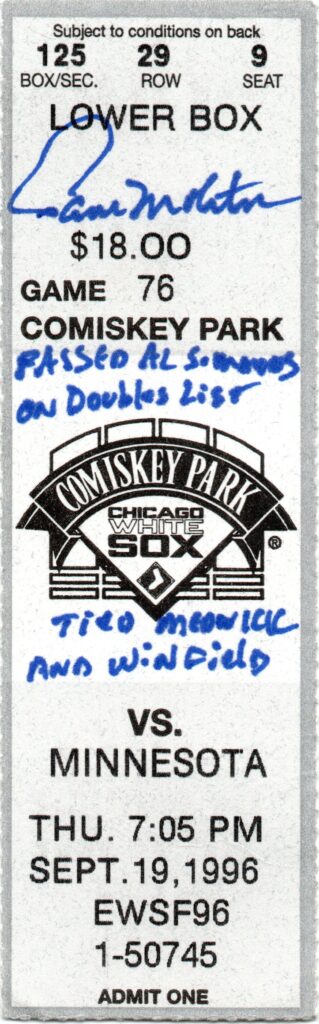 Subject to conditions on back
125 29 9
BOX/SEC. ROW SEAT
LOWER BOX
Paul Molitor
$18.00
GAME 76
COMISKEY PARK
PASSED AL Simmons
ON Doubles List
COMISKEY PARK
CHICAGO
WHITE
SOX
®
TIED MEDWICK
AND WINFIELD
VS.
MINNESOTA
THU. 7:05 PM
SEPT.19,1996
EWSF96
1-50745
ADMIT ONE